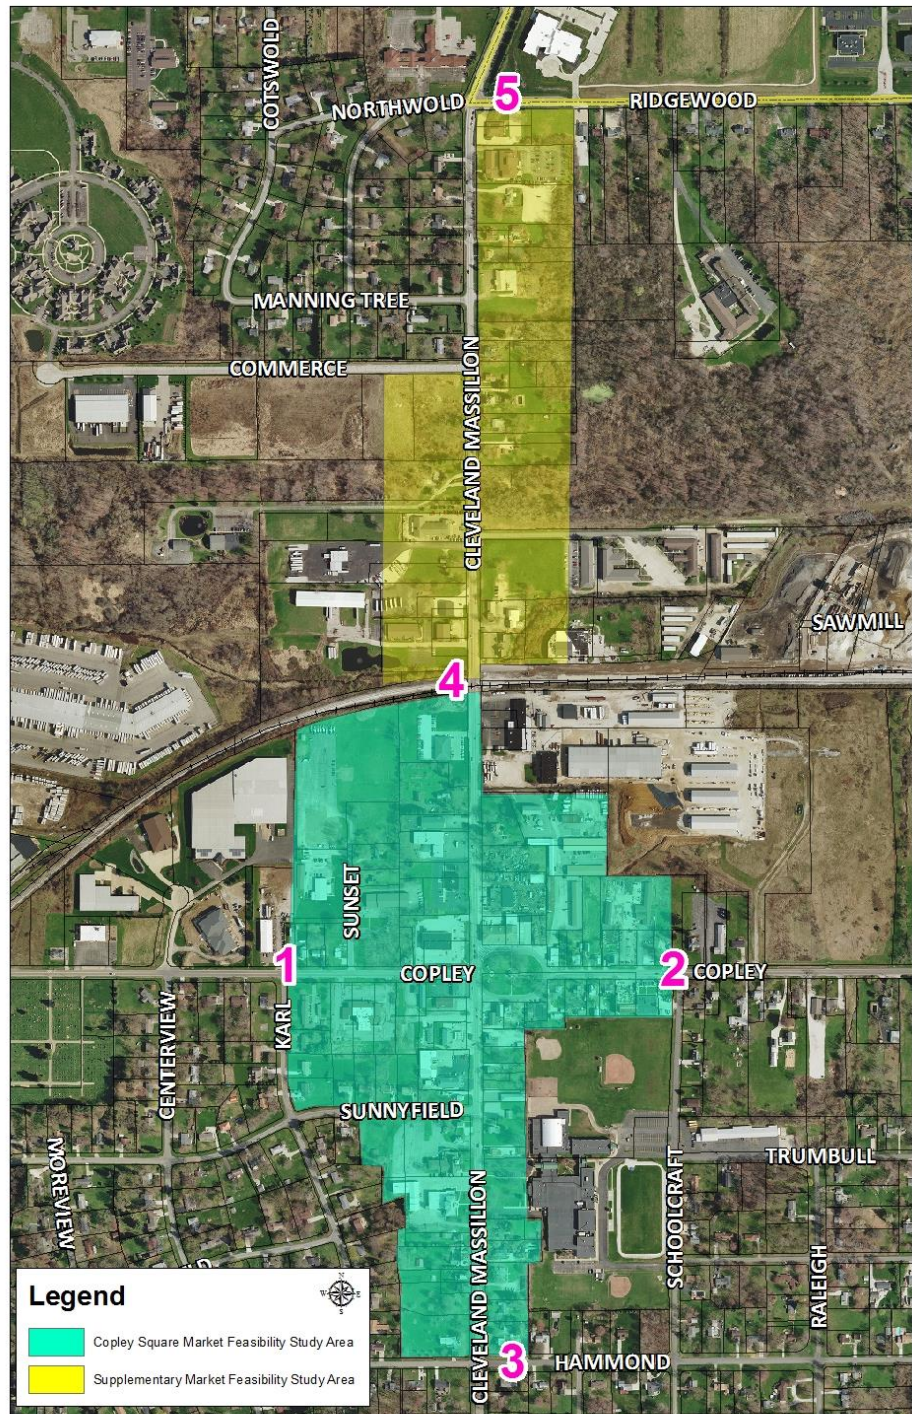 COTSWOLD
NORTHWOLD
5
RIDGEWOOD
MANNING TREE
COMMERCE
CLEVELAND MASSILLON
SAWMILL
4
SUNSET
1
COPLEY
2
COPLEY
KARL
CENTERVIEW
SUNNYFIELD
MOREVIEW
CLEVELAND MASSILLON
SCHOOLCRAFT
TRUMBULL
RALEIGH
3
HAMMOND
Legend
N
W E
S
Copley Square Market Feasibility Study Area
Supplementary Market Feasibility Study Area